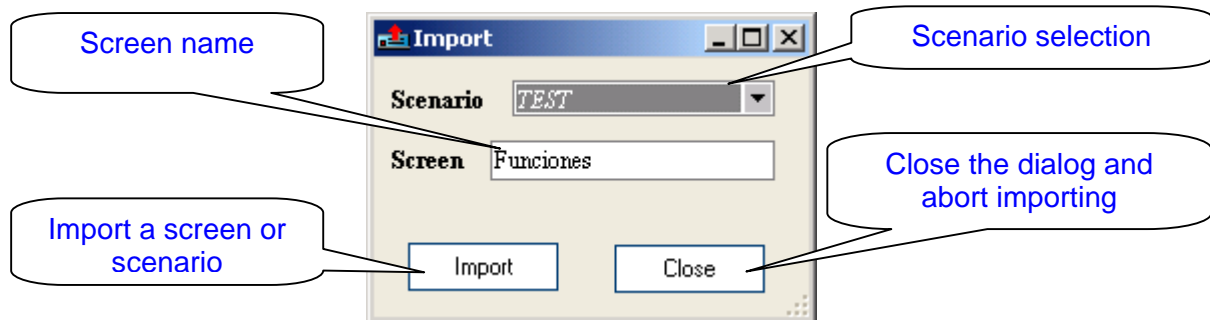 Screen name
Import
Scenario selection
Scenario TEST
Screen Funciones
Close the dialog and
abort importing
Import a screen or
scenario
Import Close